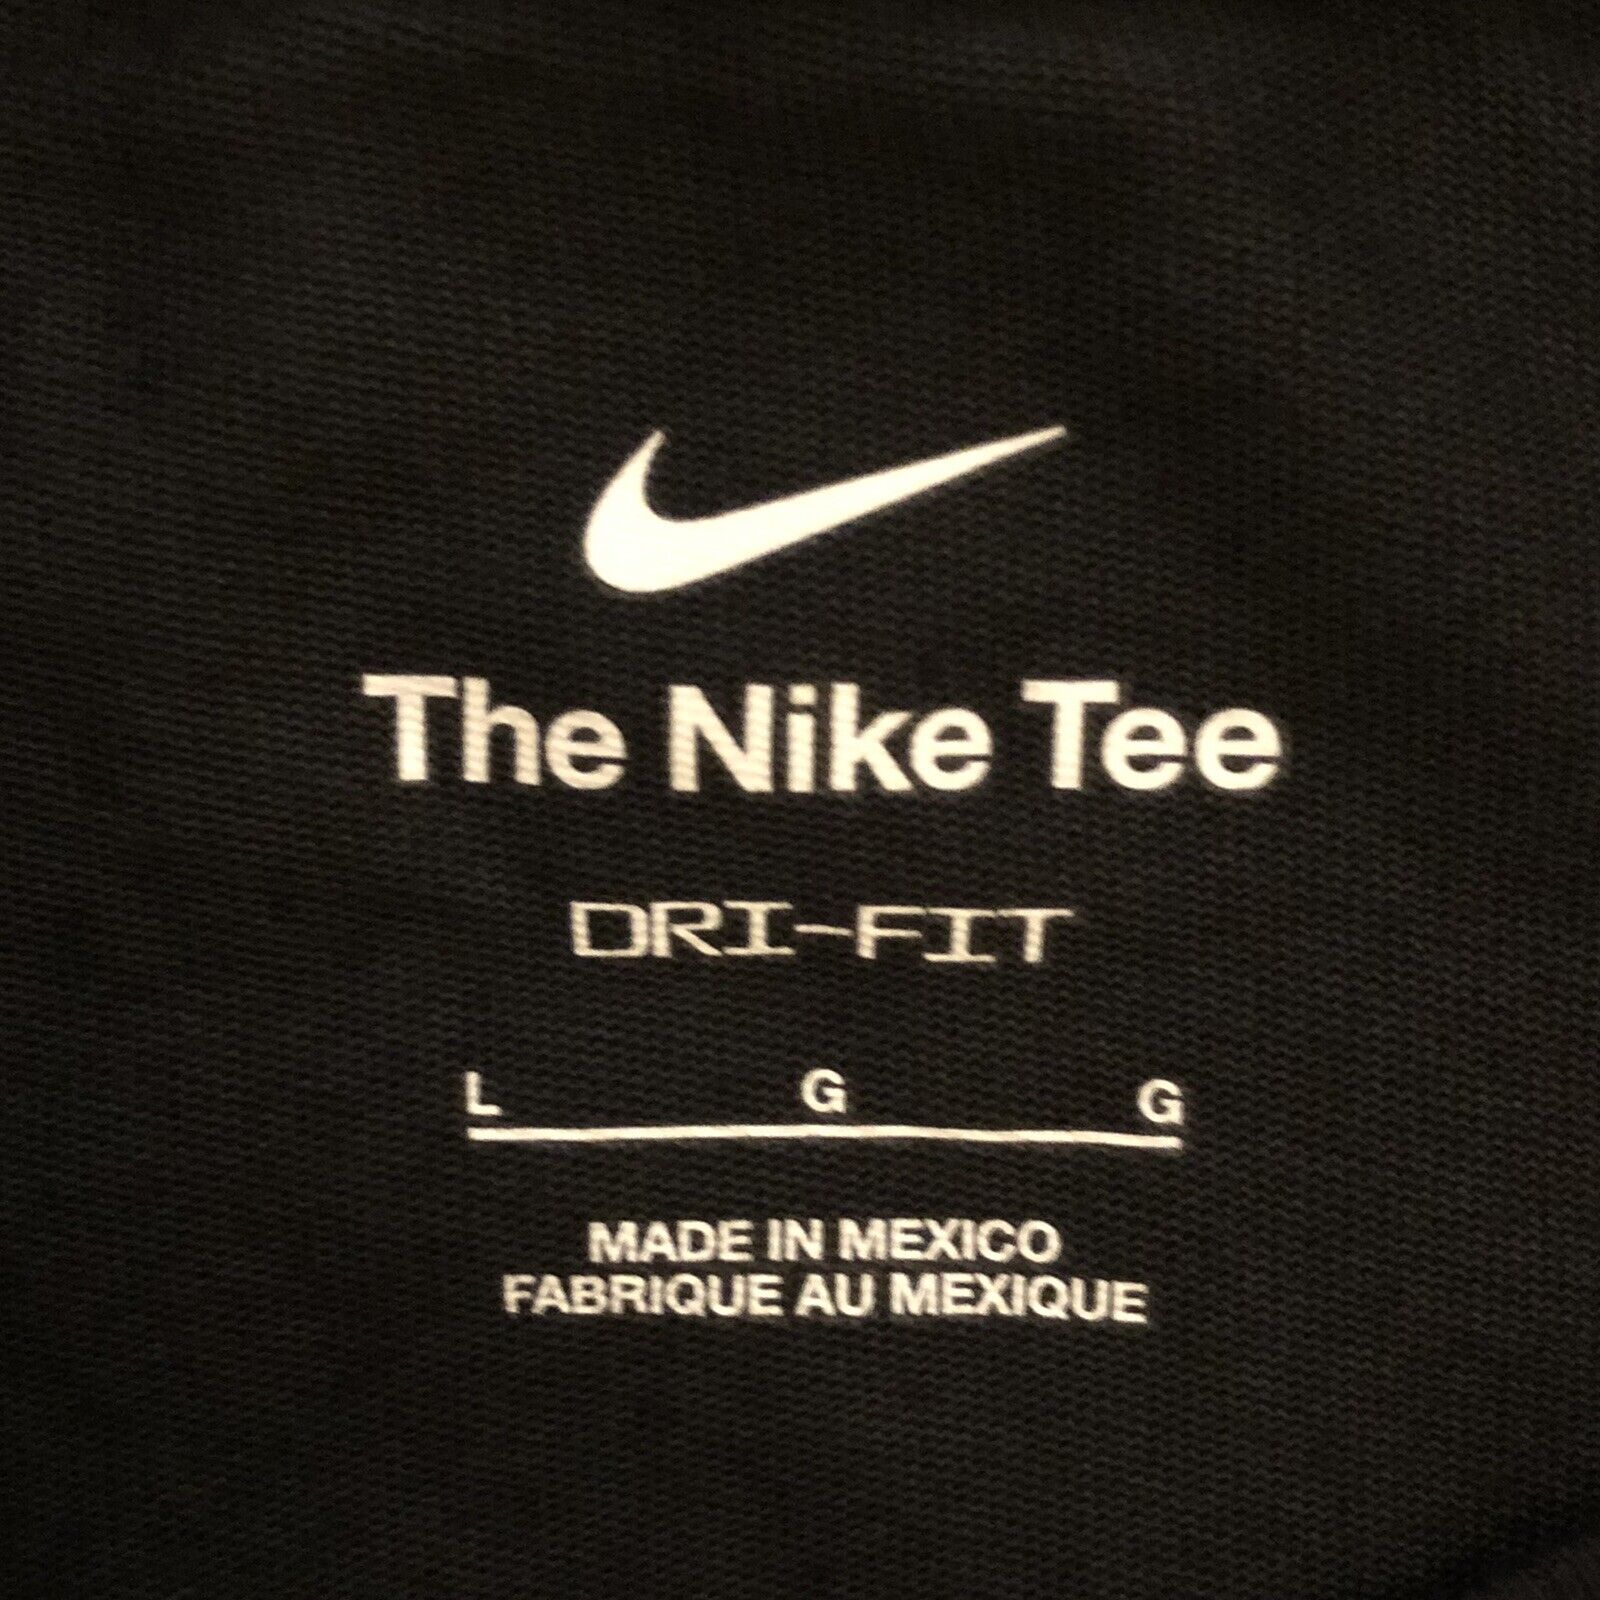 The Nike Tee
DRI-FIT
L G G
MADE IN MEXICO
FABRIQUE AU MEXIQUE